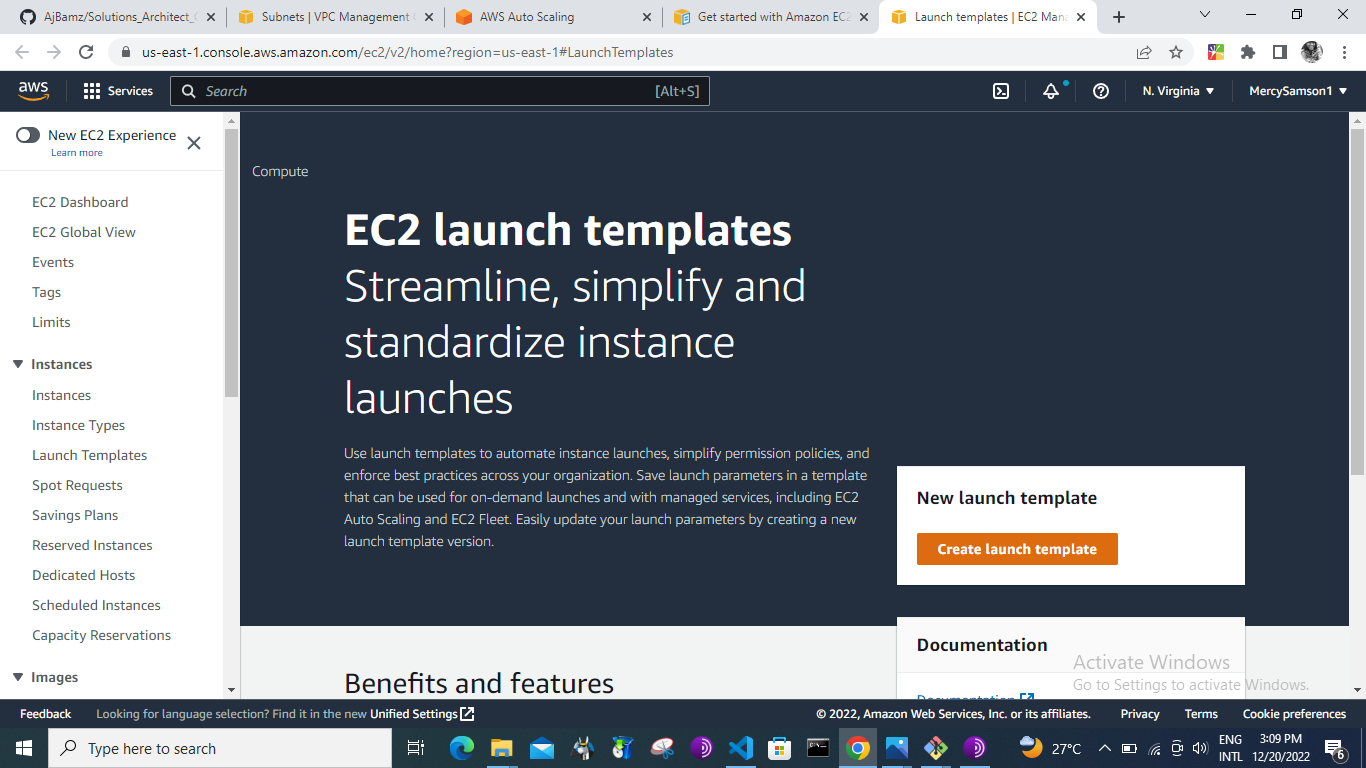 AjBamz/Solutions_Architect_
Subnets | VPC Management
AWS Auto Scaling
Get started with Amazon EC2
Launch templates | EC2 Mana
us-east-1.console.aws.amazon.com/ec2/v2/home?region=us-east-1#LaunchTemplates
aws
Services
Search
[Alt+S]
N. Virginia
MercySamson1
New EC2 Experience
Learn more
EC2 Dashboard
EC2 Global View
Events
Tags
Limits
Instances
Instances
Instance Types
Launch Templates
Spot Requests
Savings Plans
Reserved Instances
Dedicated Hosts
Scheduled Instances
Capacity Reservations
Images
Compute
EC2 launch templates
Streamline, simplify and
standardize instance
launches
Use launch templates to automate instance launches, simplify permission policies, and
enforce best practices across your organization. Save launch parameters in a template
that can be used for on-demand launches and with managed services, including EC2
Auto Scaling and EC2 Fleet. Easily update your launch parameters by creating a new
launch template version.
New launch template
Create launch template
Benefits and features
Documentation
Documentation
Activate Windows
Go to Settings to activate Windows.
Feedback
Looking for language selection? Find it in the new Unified Settings
© 2022, Amazon Web Services, Inc. or its affiliates.
Privacy
Terms
Cookie preferences
Type here to search
27°C
ENG
INTL
3:09 PM
12/20/2022
6